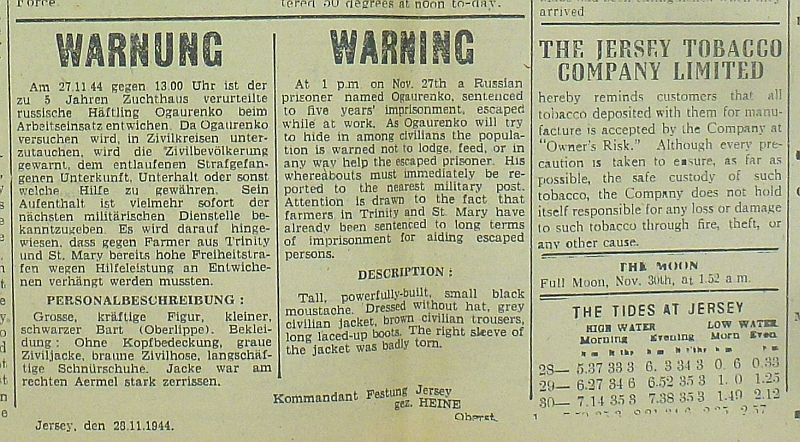 Force.
tered 50 degrees at noon to-day.
arrived
WARNUNG
Am 27.11 44 gegen 13.00 Uhr ist der
zu 5 Jahren Zuchthaus verurteilte
russische Häftling Ogaurenko beim
Arbeitseinsatz entwichen. Da Ogaurenko
versuchen wird, in Zivilkreisen unter-
zutauchen, wird die Zivilbevölkerung
gewarnt, dem entlaufenen Strafgefan-
genen Unterkunft, Unterhalt oder sonst
welche Hilfe zu gewähren. Sein
Aufenthalt ist vielmehr sofort der
nächsten militärischen Dienstelle be-
kanntzugeben. Es wird darauf hinge-
wiesen, dass gegen Farmer aus Trinity
und St. Mary bereits hohe Freiheitstra-
fen wegen Hilfeleistung an Entwiche-
nen verhängt werden mussten.
PERSONALBESCHREIBUNG :
Grosse, kräftige Figur, kleiner,
schwarzer Bart (Oberlippe). Beklei-
dung : Ohne Kopfbedeckung, graue
Ziviljacke, braune Zivilhose, langschäf-
tige Schnürschuhe. Jacke war am
rechten Aermel stark zerrissen.
WARNING
At 1 p.m on Nov. 27th a Russian
prisoner named Ogaurenko, sentenced
to five years' imprisonment, escaped
while at work. As Ogaurenko will try
to hide in among civilians the popula-
tion is warned not to lodge, feed, or in
any way help the escaped prisoner. His
whereabouts must immediately be re-
ported to the nearest military post.
Attention is drawn to the fact that
farmers in Trinity and St. Mary have
already been sentenced to long terms
of imprisonment for aiding escaped
persons.
DESCRIPTION :
Tall, powerfully-built, small black
moustache. Dressed without hat, grey
civilian jacket, brown civilian trousers,
long laced-up boots. The right sleeve of
the jacket was badly torn.
Kommandant Festung Jersey
gez. HEINE
Oberst
Jersey, den 28.11.1944.
THE JERSEY TOBACCO
COMPANY LIMITED
hereby reminds customers that all
tobacco deposited with them for manu-
facture is accepted by the Company at
"Owner's Risk." Although every pre-
caution is taken to ensure, as far as
possible, the safe custody of such
tobacco, the Company does not hold
itself responsible for any loss or damage
to such tobacco through fire, theft, or
any other cause.
THE MOON
Full Moon, Nov. 30th, at 1.52 a m.
THE TIDES AT JERSEY
HIGH WATER LOW WATER
Morning Evening Morn Even
28— 5.37 33 3 6. 3 34 3 0. 6 0.33
29— 6.27 34 6 6.52 35 3 1. 0 1.25
30— 7.14 35 3 7.38 35 3 1.49 2.12